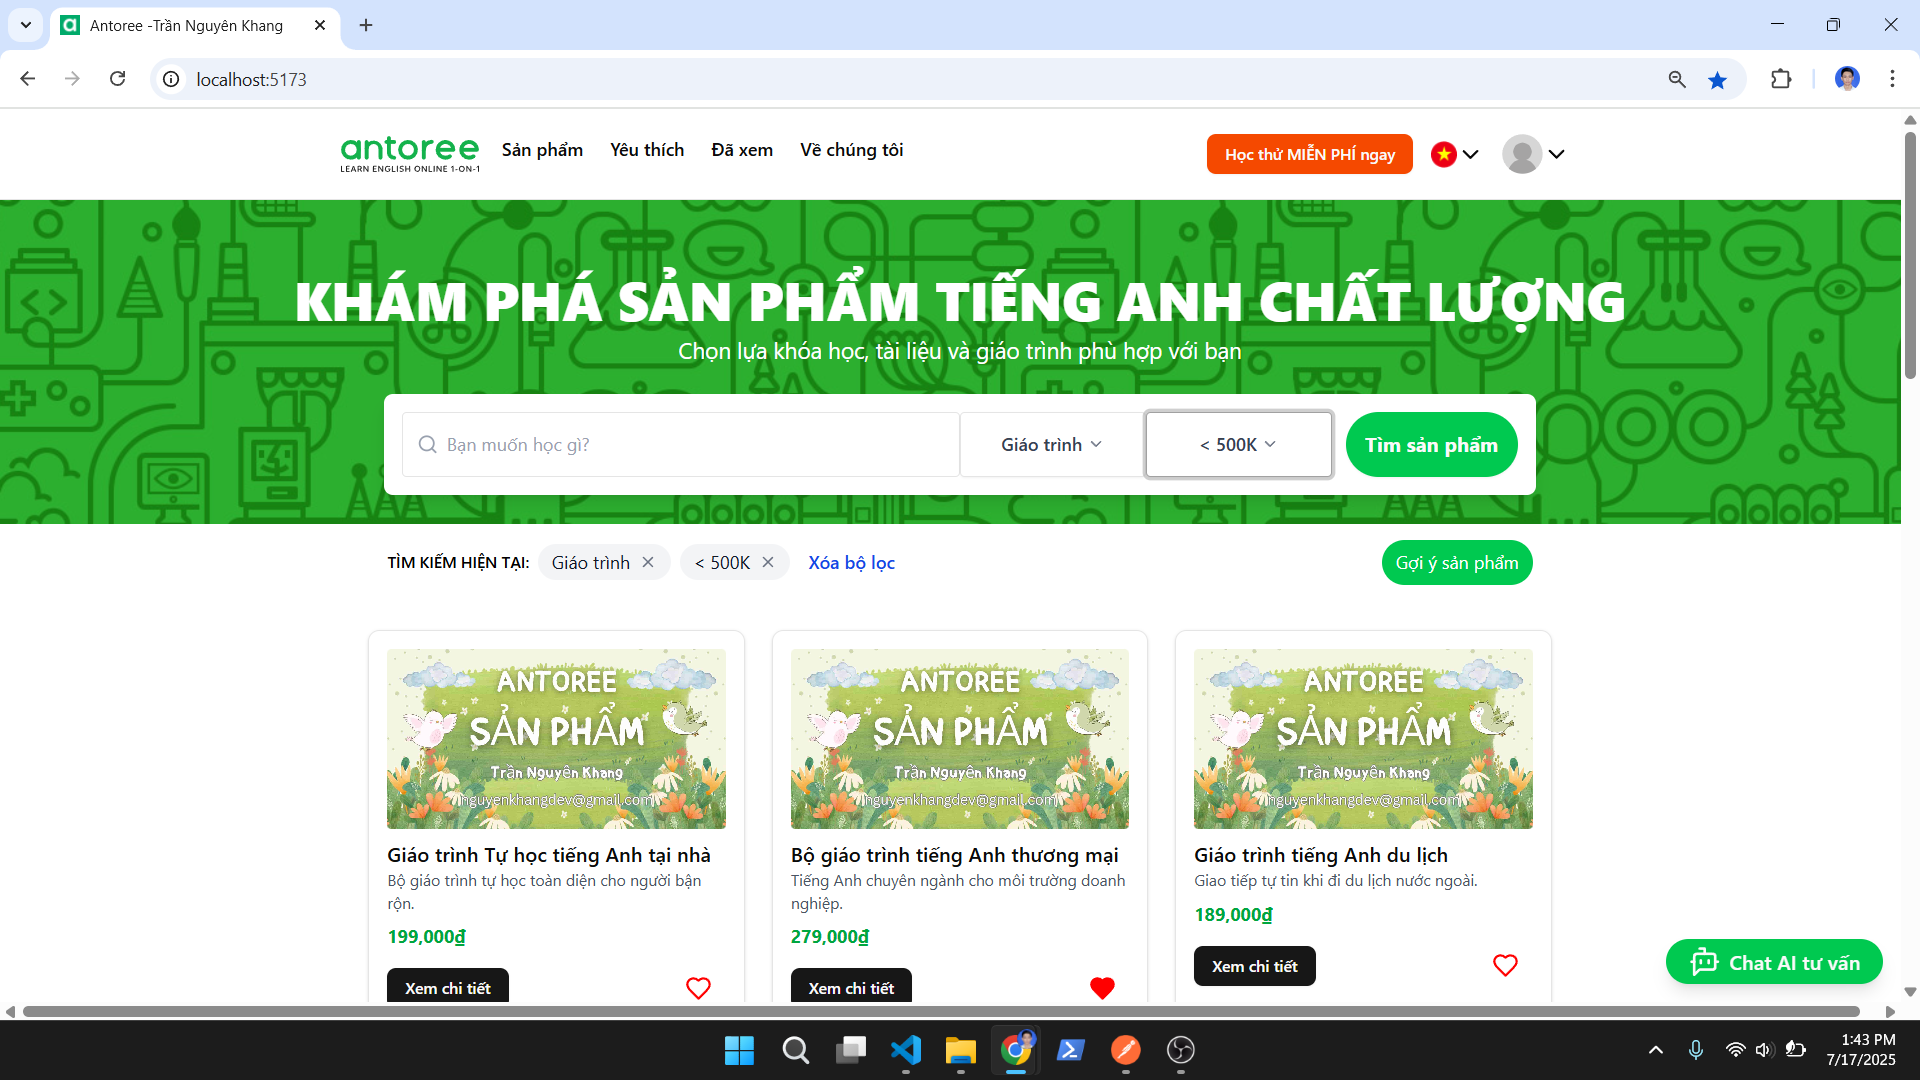 Antoree -Trần Nguyên Khang
localhost:5173
antoree
LEARN ENGLISH ONLINE 1-ON-1
Sản phẩm
Yêu thích
Đã xem
Về chúng tôi
Học thử MIỄN PHÍ ngay
KHÁM PHÁ SẢN PHẨM TIẾNG ANH CHẤT LƯỢNG
Chọn lựa khóa học, tài liệu và giáo trình phù hợp với bạn
Bạn muốn học gì?
Giáo trình
< 500K
Tìm sản phẩm
TÌM KIẾM HIỆN TẠI:
Giáo trình
< 500K
Xóa bộ lọc
Gợi ý sản phẩm
ANTOREE
SẢN PHẨM
Trần Nguyên Khang
nguyenkhangdev@gmail.com
Giáo trình Tự học tiếng Anh tại nhà
Bộ giáo trình tự học toàn diện cho người bận
rộn.
199,000₫
Xem chi tiết
ANTOREE
SẢN PHẨM
Trần Nguyên Khang
nguyenkhangdev@gmail.com
Bộ giáo trình tiếng Anh thương mại
Tiếng Anh chuyên ngành cho môi trường doanh
nghiệp.
279,000₫
Xem chi tiết
ANTOREE
SẢN PHẨM
Trần Nguyên Khang
nguyenkhangdev@gmail.com
Giáo trình tiếng Anh du lịch
Giao tiếp tự tin khi đi du lịch nước ngoài.
189,000₫
Xem chi tiết
Chat AI tư vấn
1:43 PM
7/17/2025